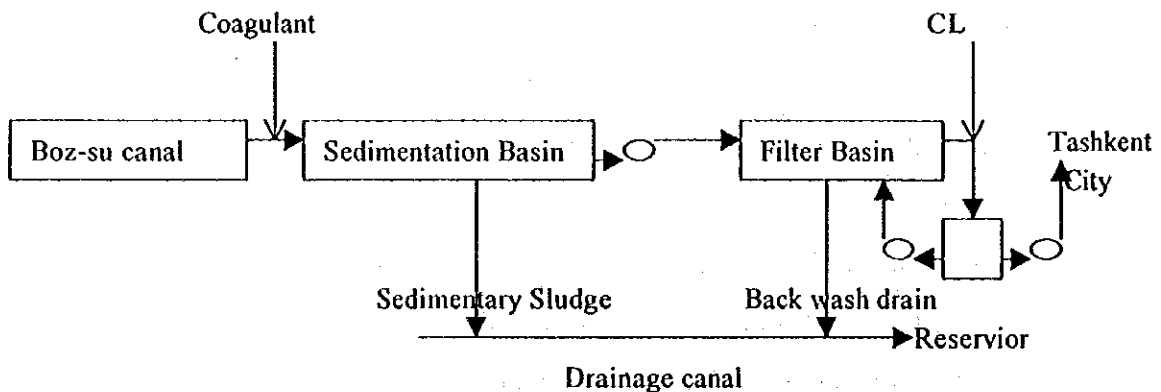 Coagulant
CL
Boz-su canal
Sedimentation Basin
Filter Basin
Tashkent
City
Sedimentary Sludge
Back wash drain
Reservior
Drainage canal